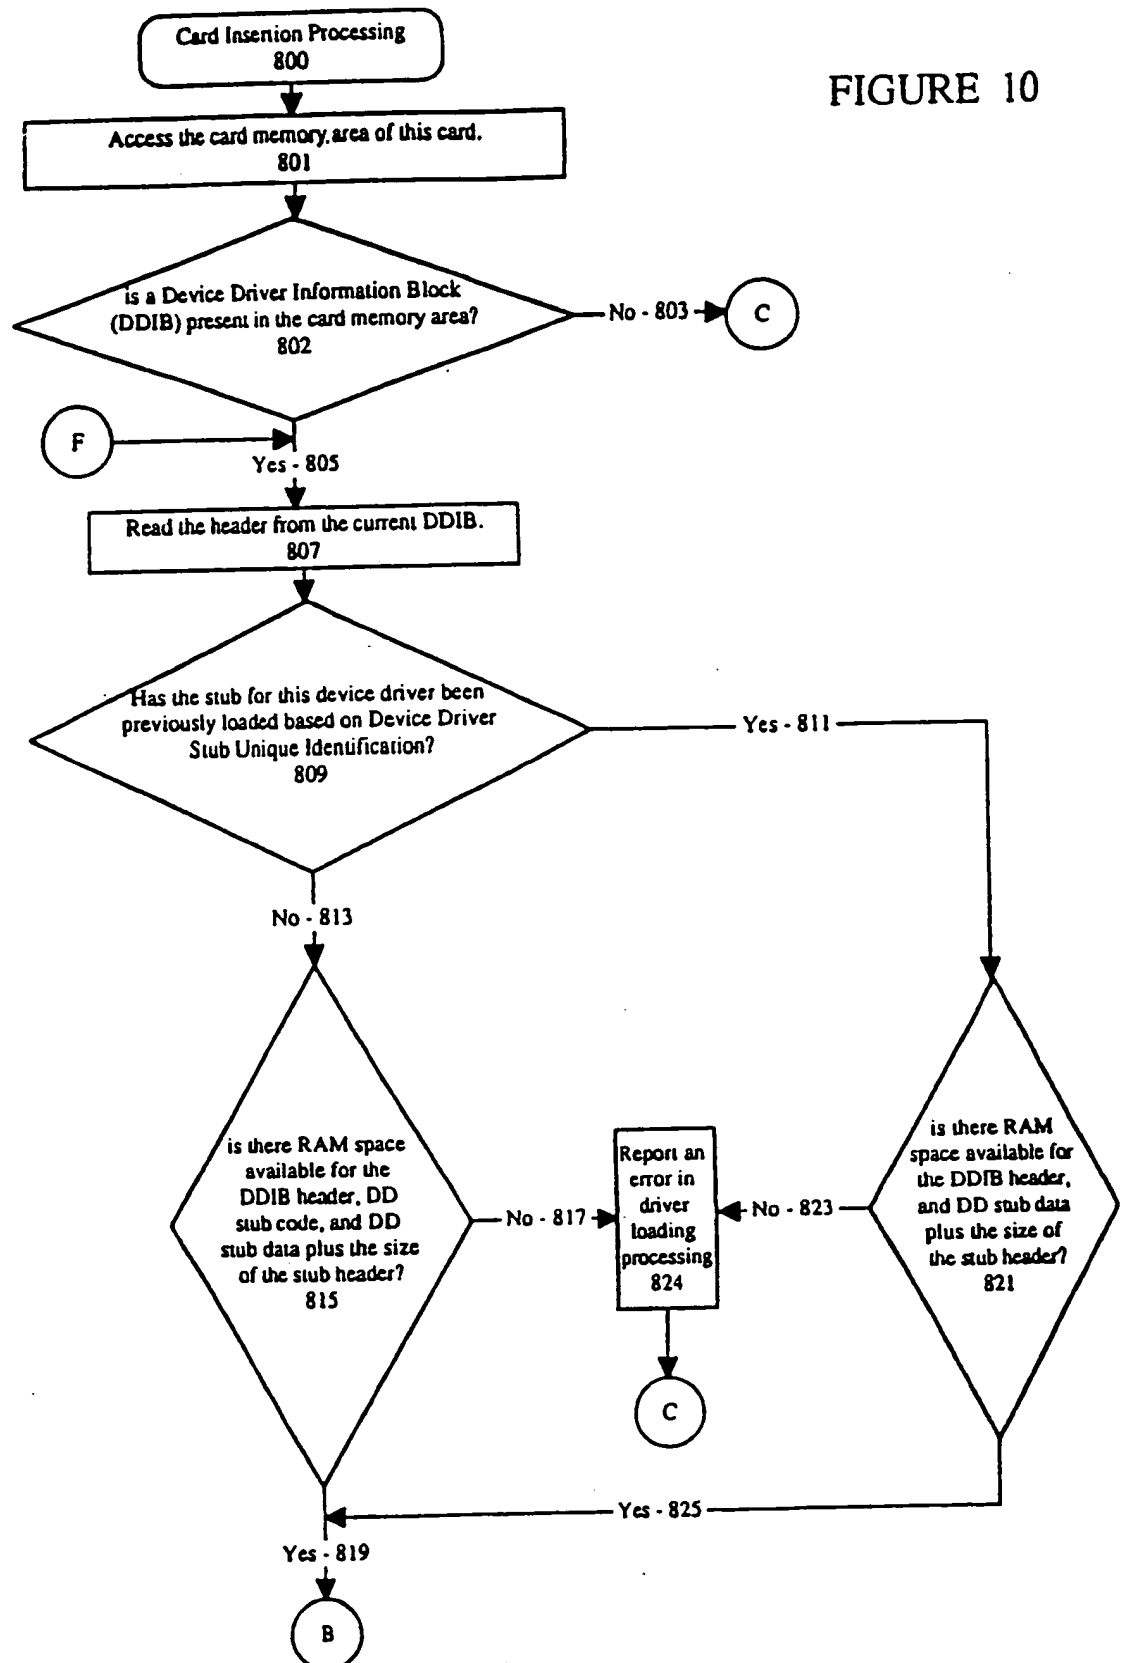 Card Insertion Processing
800
FIGURE 10
Access the card memory area of this card.
801
is a Device Driver Information Block
(DDIB) present in the card memory area?
802
No - 803
C
F
Yes - 805
Read the header from the current DDIB.
807
Has the stub for this device driver been
previously loaded based on Device Driver
Stub Unique Identification?
809
Yes - 811
No - 813
is there RAM space
available for the
DDIB header, DD
stub code, and DD
stub data plus the size
of the stub header?
815
No - 817
Report an
error in
driver
loading
processing
824
No - 823
is there RAM
space available for
the DDIB header,
and DD stub data
plus the size of
the stub header?
821
C
Yes - 825
Yes - 819
B